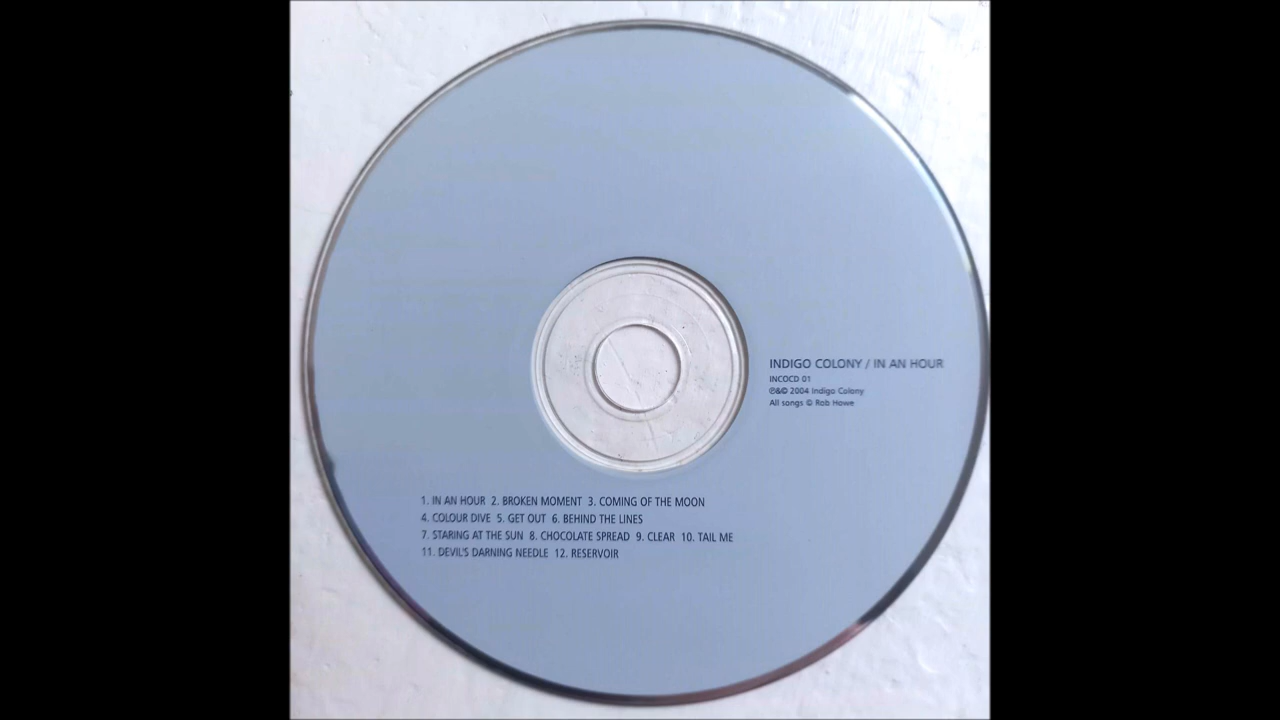 INDIGO COLONY / IN AN HOUR
INCOCD 01
℗&© 2004 Indigo Colony
All songs © Rob Howe
1. IN AN HOUR 2. BROKEN MOMENT 3. COMING OF THE MOON
4. COLOUR DIVE 5. GET OUT 6. BEHIND THE LINES
7. STARING AT THE SUN 8. CHOCOLATE SPREAD 9. CLEAR 10. TAIL ME
11. DEVIL'S DARNING NEEDLE 12. RESERVOIR